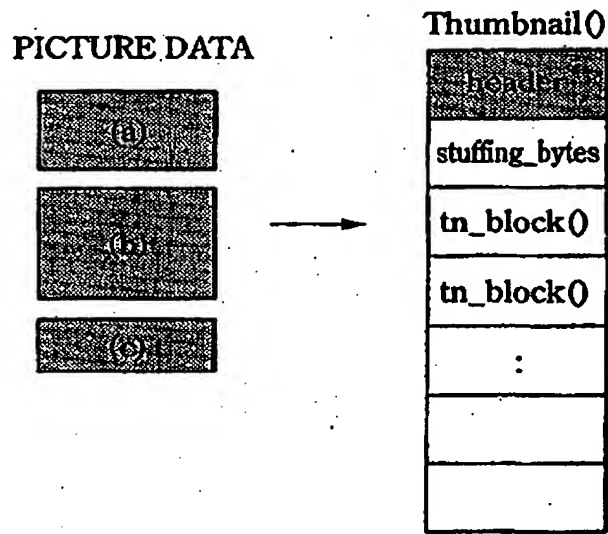 Thumbnail()
PICTURE DATA
header
(a)
stuffing_bytes
(b)
tn_block()
tn_block()
(c)
: